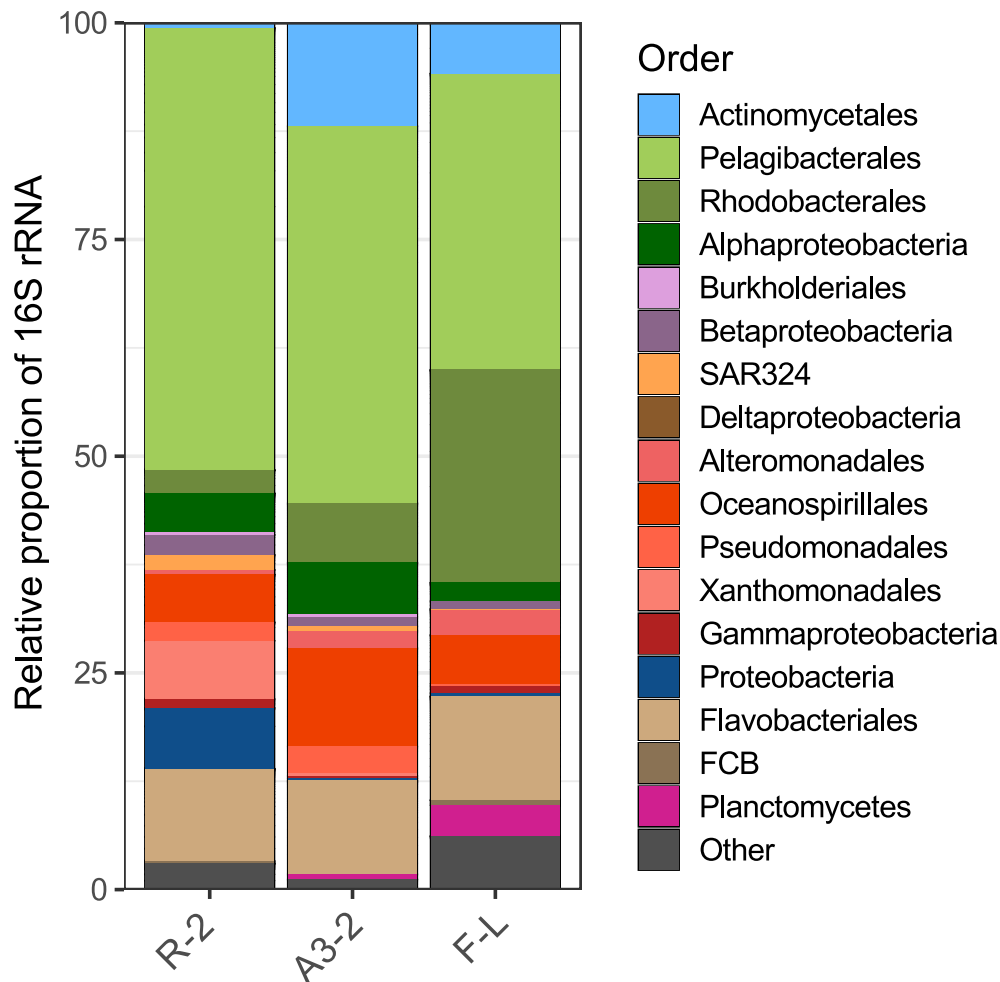 Relative proportion of 16S rRNA
100
75
50
25
0
R-2
A3-2
F-L
Order
Actinomycetales
Pelagibacterales
Rhodobacterales
Alphaproteobacteria
Burkholderiales
Betaproteobacteria
SAR324
Deltaproteobacteria
Alteromonadales
Oceanospirillales
Pseudomonadales
Xanthomonadales
Gammaproteobacteria
Proteobacteria
Flavobacteriales
FCB
Planctomycetes
Other